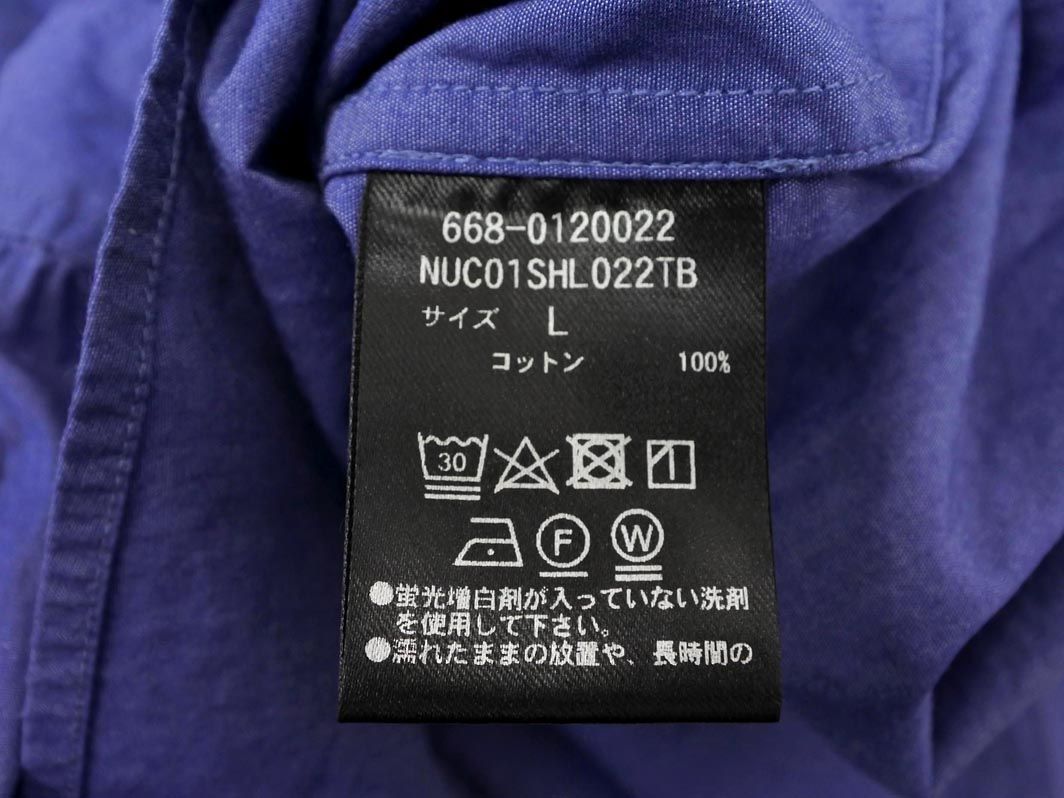 668-0120022
NUC01SHL022TB
サイズ L
コットン 100%
30
F W
●蛍光増白剤が入っていない洗剤
を使用して下さい。
●濡れたままの放置や、長時間の